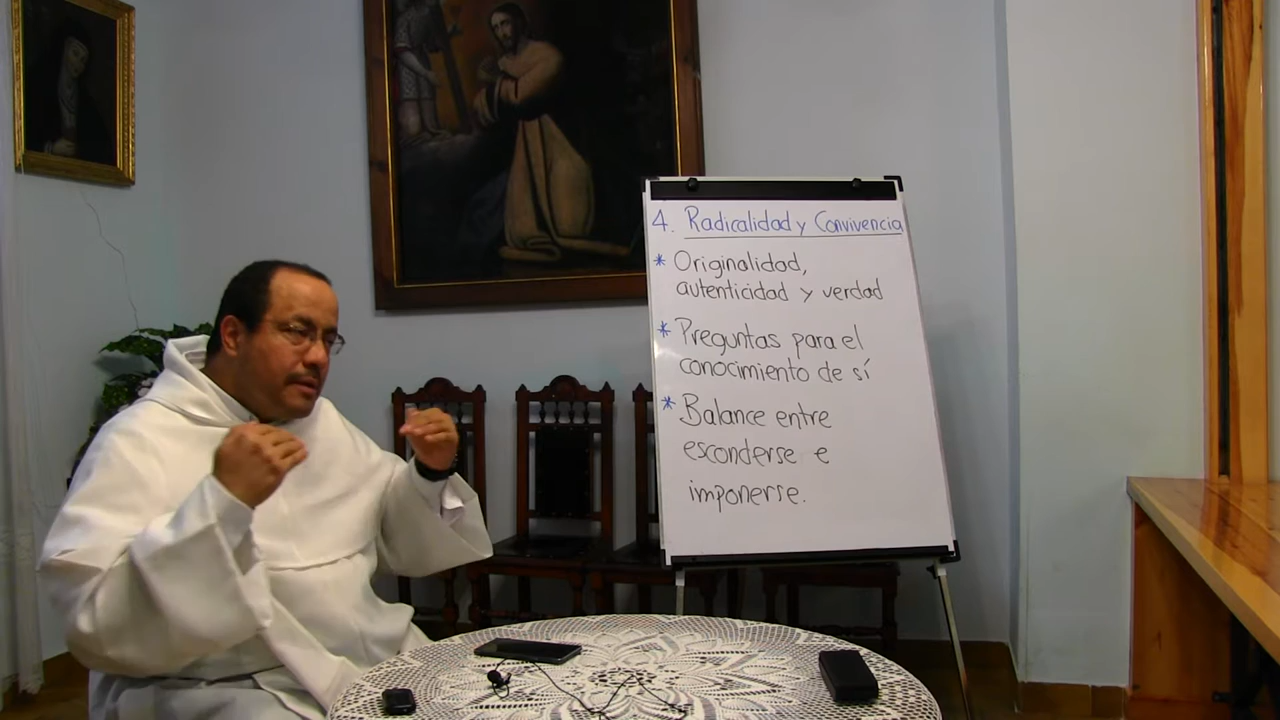 4. Radicalidad y Convivencia
* Originalidad,
autenticidad y verdad
* Preguntas para el
conocimiento de sí
* Balance entre
esconderse e
imponerse.